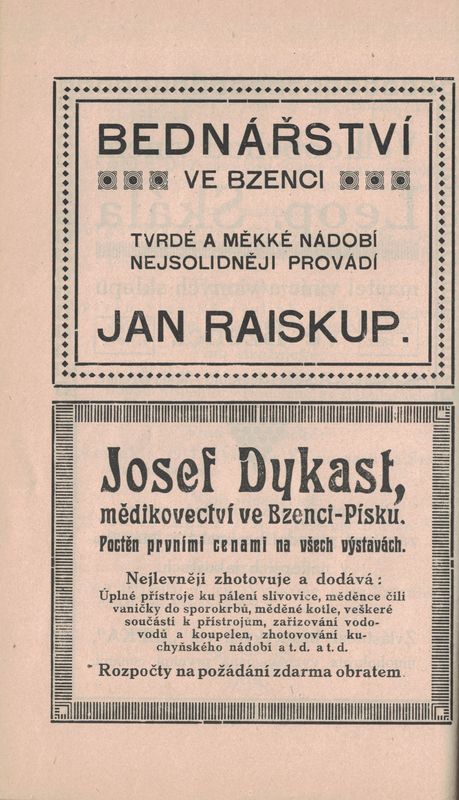 BEDNÁŘSTVÍ
VE BZENCI
TVRDÉ A MĚKKÉ NÁDOBÍ
NEJSOLIDNĚJI PROVÁDÍ
JAN RAISKUP.
Josef Dykast,
mědikovectví ve Bzenci-Písku.
Poctěn prvními cenami na všech výstavách.
Nejlevněji zhotovuje a dodává:
Úplné přístroje ku pálení slivovice, měděnce čili
vaničky do sporokrbů, měděné kotle, veškeré
součásti k přístrojům, zařizování vodo-
vodů a koupelen, zhotovování ku-
chyňského nádobí a t. d. a t. d.
Rozpočty na požádání zdarma obratem